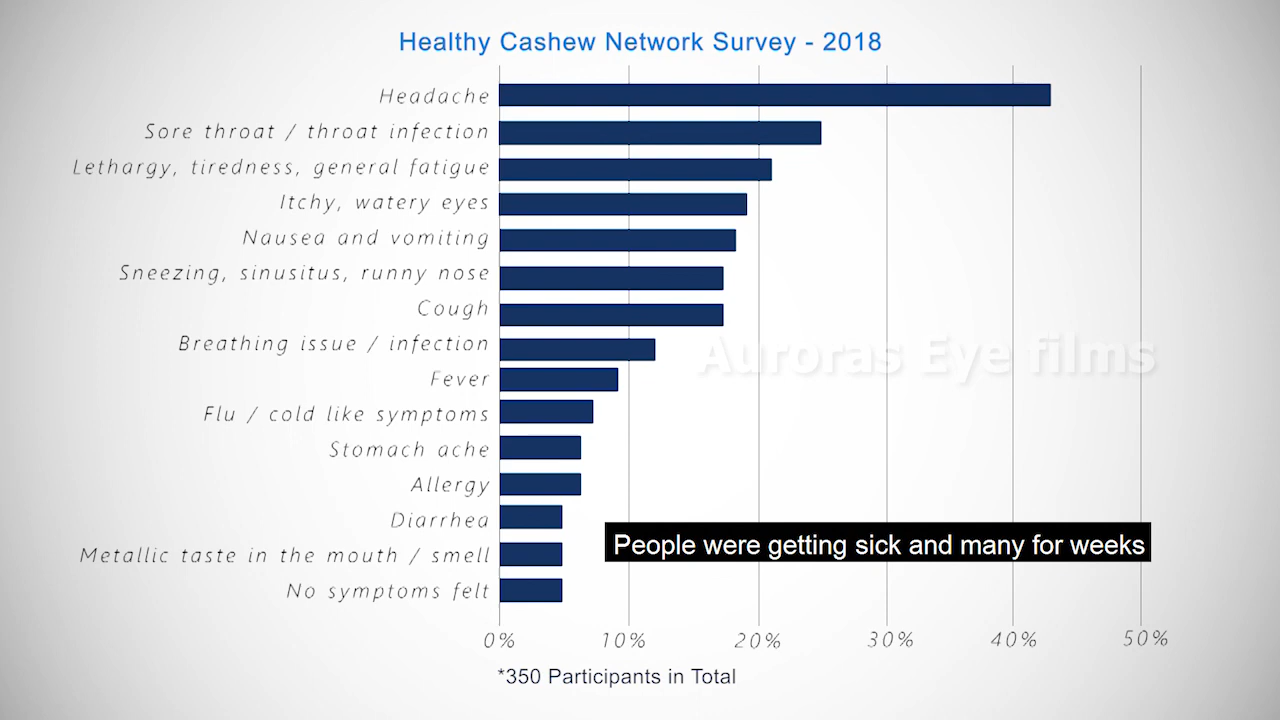 Healthy Cashew Network Survey - 2018
Headache
Sore throat / throat infection
Lethargy, tiredness, general fatigue
Itchy, watery eyes
Nausea and vomiting
Sneezing, sinusitus, runny nose
Cough
Breathing issue / infection
Auroras Eye films
Fever
Flu / cold like symptoms
Stomach ache
Allergy
Diarrhea
People were getting sick and many for weeks
Metallic taste in the mouth / smell
No symptoms felt
0% 10% 20% 30% 40% 50%
*350 Participants in Total